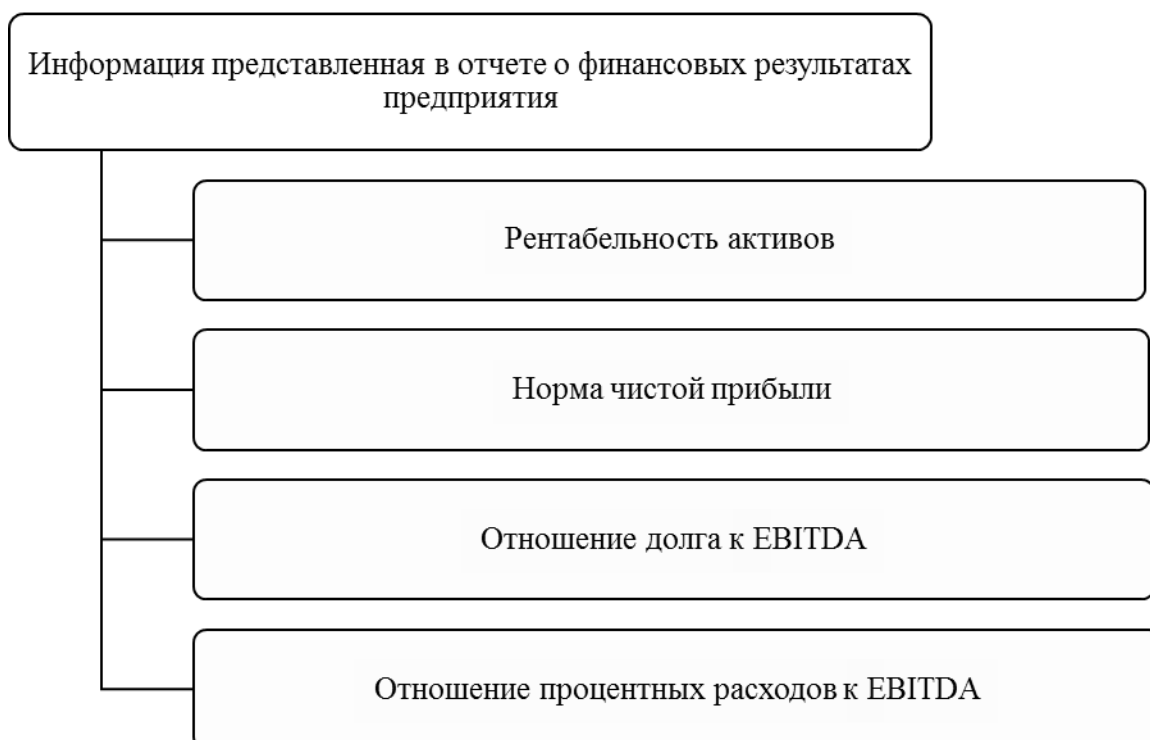 Информация представленная в отчете о финансовых результатах
предприятия
Рентабельность активов
Норма чистой прибыли
Отношение долга к EBITDA
Отношение процентных расходов к EBITDA